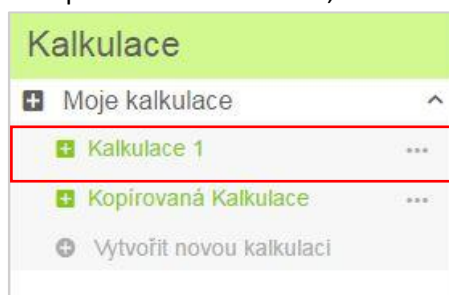 Kalkulace
Moje kalkulace
Kalkulace 1
Kopírovaná Kalkulace
Vytvořit novou kalkulaci